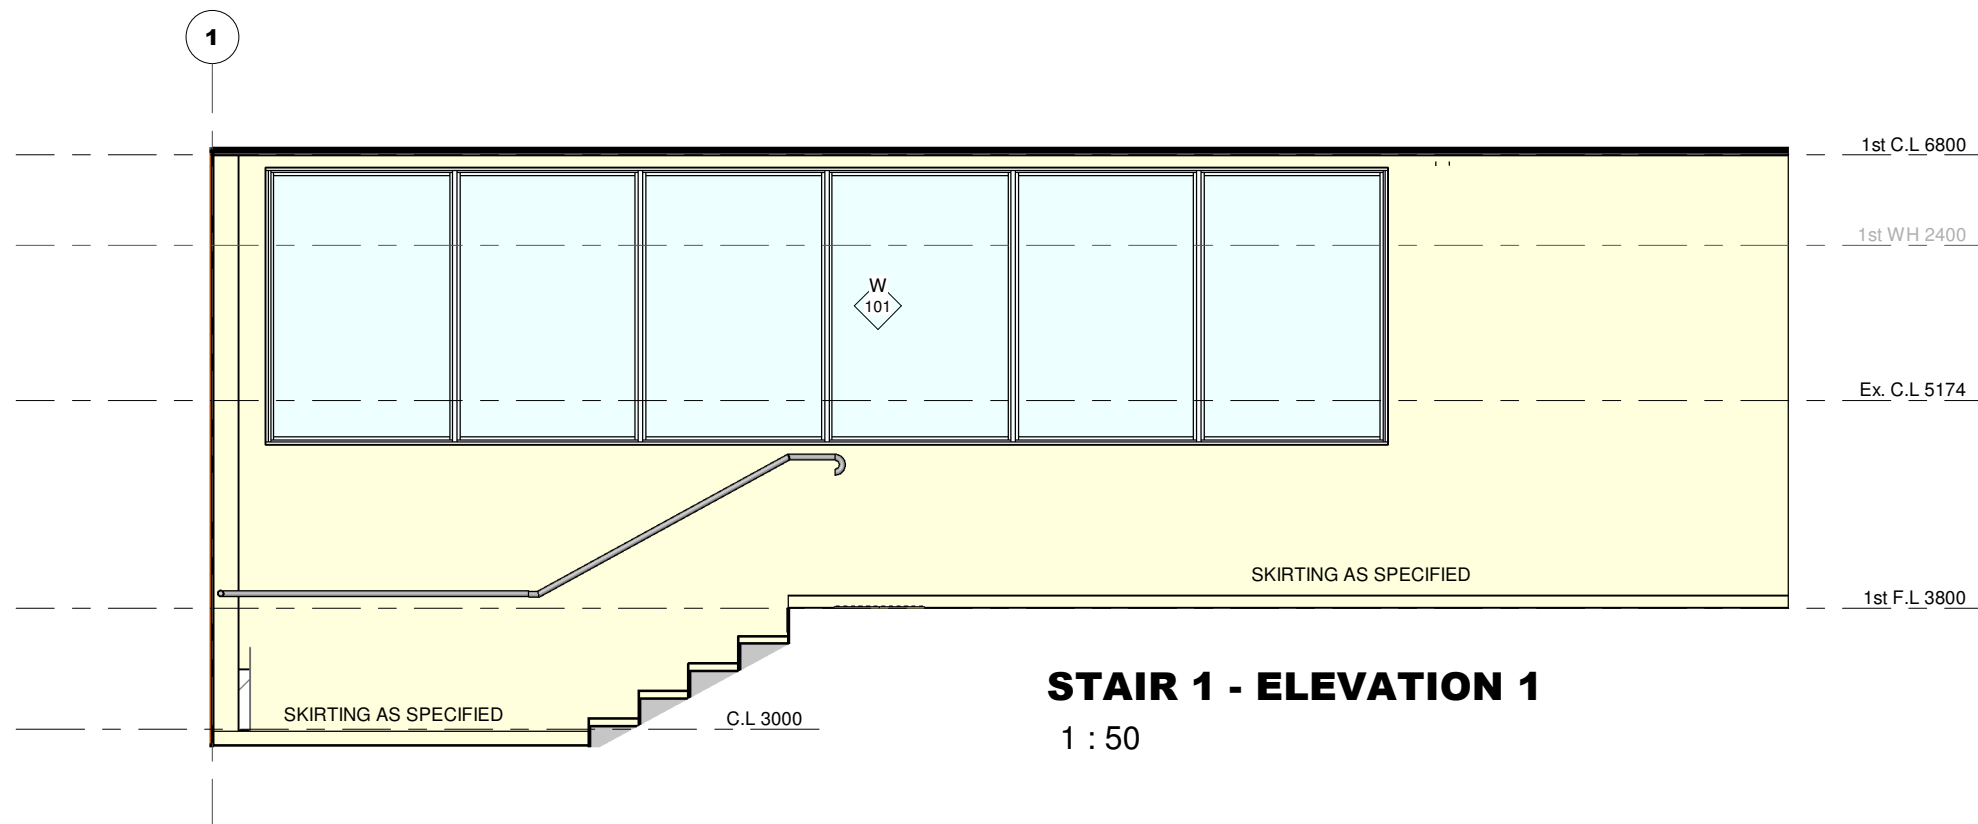 1
1st C.L 6800
1st WH 2400
W
101
Ex. C.L 5174
SKIRTING AS SPECIFIED
1st F.L 3800
STAIR 1 - ELEVATION 1
SKIRTING AS SPECIFIED
C.L 3000
1 : 50